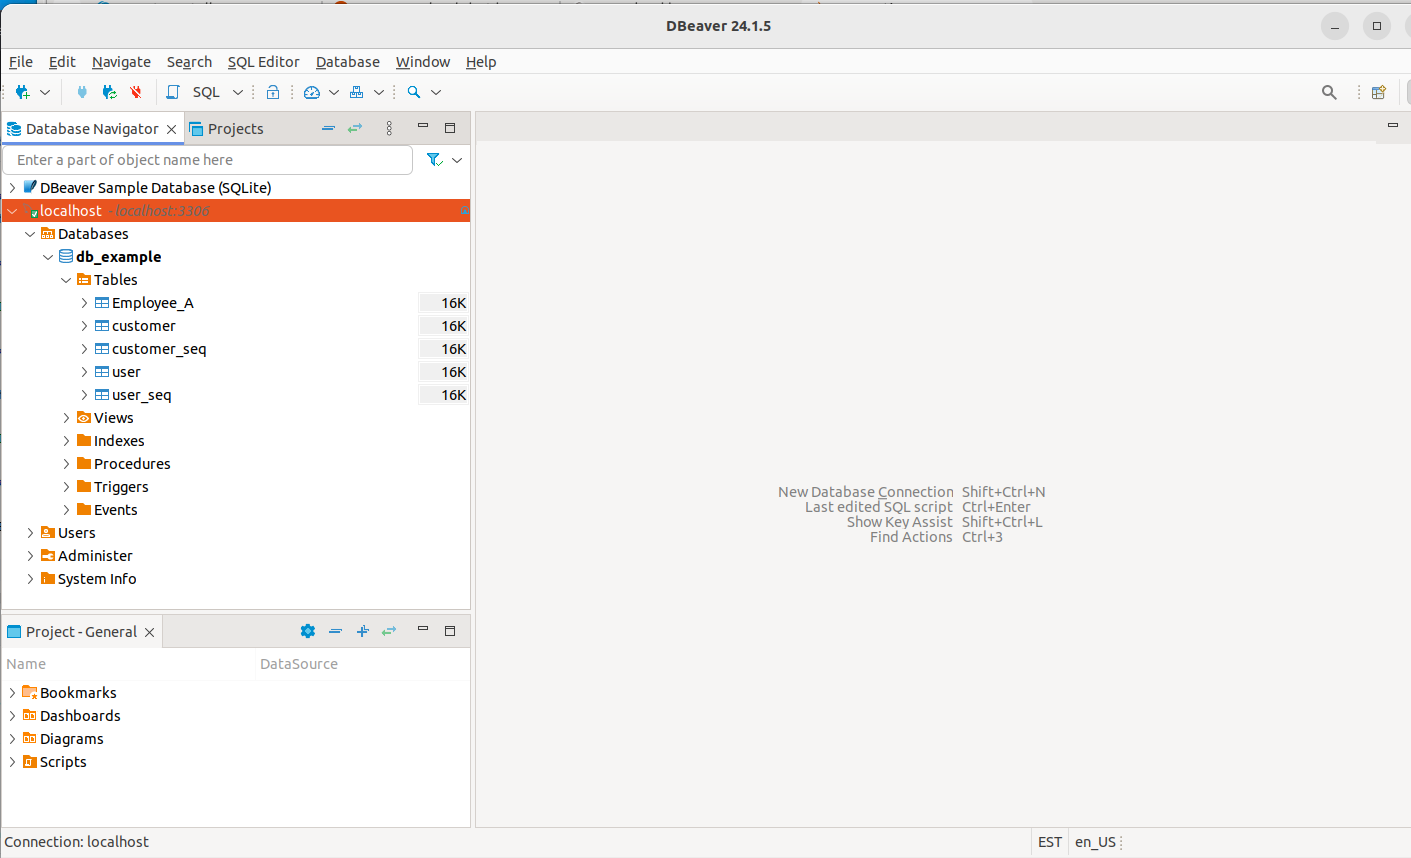 DBeaver 24.1.5
File Edit Navigate Search SQL Editor Database Window Help
SQL
Database Navigator Projects
Enter a part of object name here
DBeaver Sample Database (SQLite)
localhost - localhost:3306
Databases
db_example
Tables
Employee_A 16K
customer 16K
customer_seq 16K
user 16K
user_seq 16K
Views
Indexes
Procedures
Triggers
Events
Users
Administer
System Info
New Database Connection Shift+Ctrl+N
Last edited SQL script Ctrl+Enter
Show Key Assist Shift+Ctrl+L
Find Actions Ctrl+3
Project - General
Name DataSource
Bookmarks
Dashboards
Diagrams
Scripts
Connection: localhost EST en_US